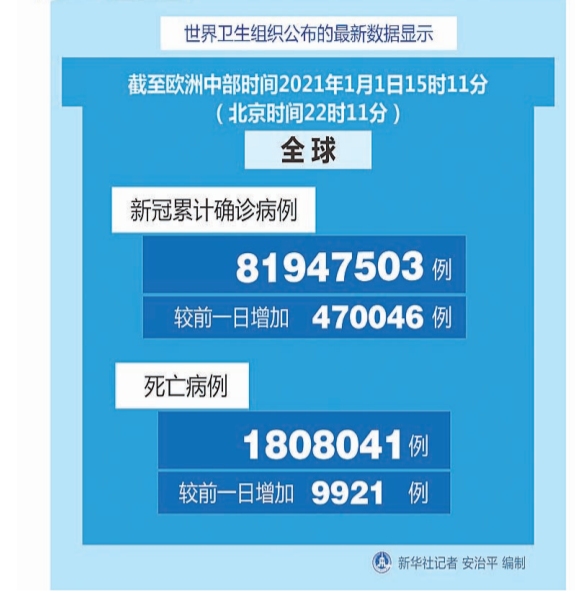 世界卫生组织公布的最新数据显示
截至欧洲中部时间2021年1月1日15时11分
（北京时间22时11分）
全球
新冠累计确诊病例
81947503 例
较前一日增加 470046 例
死亡病例
1808041 例
较前一日增加 9921 例
新华社记者 安治平 编制